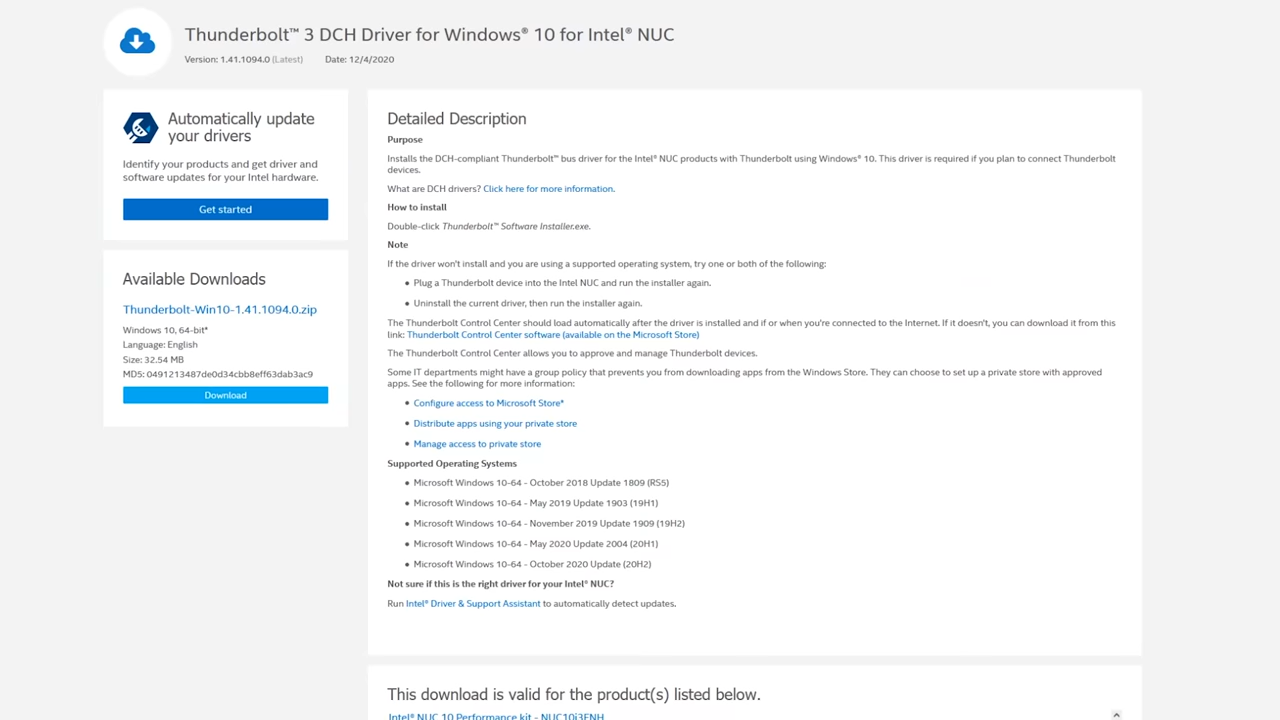 Thunderbolt™ 3 DCH Driver for Windows® 10 for Intel® NUC
Version: 1.41.1094.0 (Latest) Date: 12/4/2020
Automatically update
your drivers
Identify your products and get driver and
software updates for your Intel hardware.
Get started
Available Downloads
Thunderbolt-Win10-1.41.1094.0.zip
Windows 10, 64-bit*
Language: English
Size: 32.54 MB
MD5: 0491213487de0d34cbb8eff63dab3ac9
Download
Detailed Description
Purpose
Installs the DCH-compliant Thunderbolt™ bus driver for the Intel® NUC products with Thunderbolt using Windows® 10. This driver is required if you plan to connect Thunderbolt
devices.
What are DCH drivers? Click here for more information.
How to install
Double-click Thunderbolt™ Software Installer.exe.
Note
If the driver won't install and you are using a supported operating system, try one or both of the following:
• Plug a Thunderbolt device into the Intel NUC and run the installer again.
• Uninstall the current driver, then run the installer again.
The Thunderbolt Control Center should load automatically after the driver is installed and if or when you're connected to the Internet. If it doesn't, you can download it from this
link: Thunderbolt Control Center software (available on the Microsoft Store)
The Thunderbolt Control Center allows you to approve and manage Thunderbolt devices.
Some IT departments might have a group policy that prevents you from downloading apps from the Windows Store. They can choose to set up a private store with approved
apps. See the following for more information:
• Configure access to Microsoft Store*
• Distribute apps using your private store
• Manage access to private store
Supported Operating Systems
• Microsoft Windows 10-64 - October 2018 Update 1809 (RS5)
• Microsoft Windows 10-64 - May 2019 Update 1903 (19H1)
• Microsoft Windows 10-64 - November 2019 Update 1909 (19H2)
• Microsoft Windows 10-64 - May 2020 Update 2004 (20H1)
• Microsoft Windows 10-64 - October 2020 Update (20H2)
Not sure if this is the right driver for your Intel® NUC?
Run Intel® Driver & Support Assistant to automatically detect updates.
This download is valid for the product(s) listed below.
Intel® NUC 10 Performance kit - NUC10i3FNH